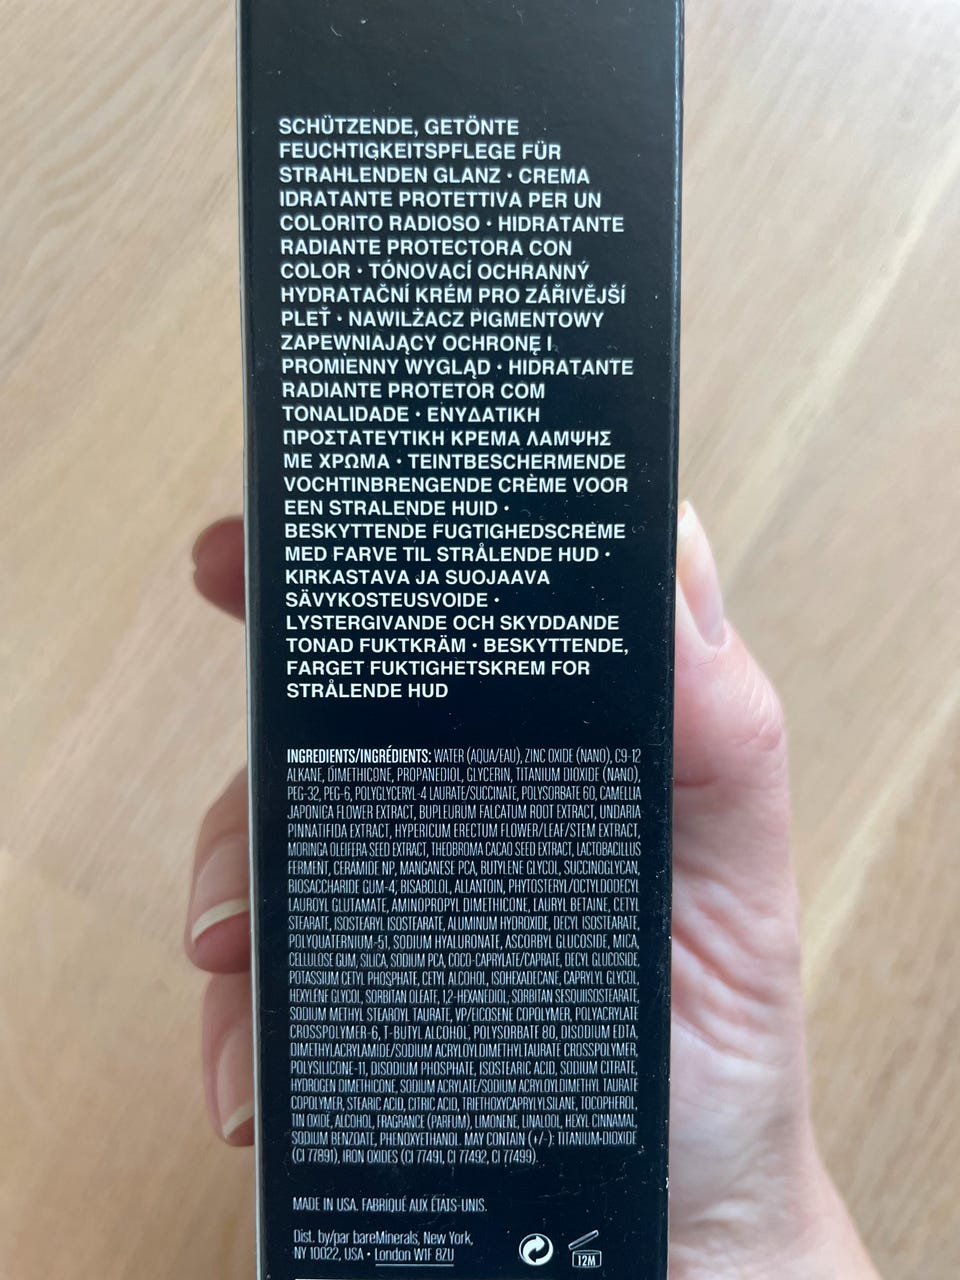 SCHÜTZENDE, GETÖNTE
FEUCHTIGKEITSPFLEGE FÜR
STRAHLENDEN GLANZ • CREMA
IDRATANTE PROTETTIVA PER UN
COLORITO RADIOSO • HIDRATANTE
RADIANTE PROTECTORA CON
COLOR • TÓNOVACÍ OCHRANNÝ
HYDRATAČNÍ KRÉM PRO ZÁŘIVĚJŠÍ
PLEŤ • NAWILŻACZ PIGMENTOWY
ZAPEWNIAJĄCY OCHRONĘ I
PROMIENNY WYGLĄD • HIDRATANTE
RADIANTE PROTETOR COM
TONALIDADE • ΕΝΥΔΑΤΙΚΗ
ΠΡΟΣΤΑΤΕΥΤΙΚΗ ΚΡΕΜΑ ΛΑΜΨΗΣ
ΜΕ ΧΡΩΜΑ • TEINTBESCHERMENDE
VOCHTINBRENGENDE CRÈME VOOR
EEN STRALENDE HUID •
BESKYTTENDE FUGTIGHEDSCREME
MED FARVE TIL STRÅLENDE HUD •
KIRKASTAVA JA SUOJAAVA
SÄVYKOSTEUSVOIDE •
LYSTERGIVANDE OCH SKYDDANDE
TONAD FUKTKRÄM • BESKYTTENDE,
FARGET FUKTIGHETSKREM FOR
STRÅLENDE HUD
INGREDIENTS/INGRÉDIENTS: WATER (AQUA/EAU), ZINC OXIDE (NANO), C9-12
ALKANE, DIMETHICONE, PROPANEDIOL, GLYCERIN, TITANIUM DIOXIDE (NANO),
PEG-32, PEG-6, POLYGLYCERYL-4 LAURATE/SUCCINATE, POLYSORBATE 60, CAMELLIA
JAPONICA FLOWER EXTRACT, BUPLEURUM FALCATUM ROOT EXTRACT, UNDARIA
PINNATIFIDA EXTRACT, HYPERICUM ERECTUM FLOWER/LEAF/STEM EXTRACT,
MORINGA OLEIFERA SEED EXTRACT, THEOBROMA CACAO SEED EXTRACT, LACTOBACILLUS
FERMENT, CERAMIDE NP, MANGANESE PCA, BUTYLENE GLYCOL, SUCCINOGLYCAN,
BIOSACCHARIDE GUM-4, BISABOLOL, ALLANTOIN, PHYTOSTERYL/OCTYLDODECYL
LAUROYL GLUTAMATE, AMINOPROPYL DIMETHICONE, LAURYL BETAINE, CETYL
STEARATE, ISOSTEARYL ISOSTEARATE, ALUMINUM HYDROXIDE, DECYL ISOSTEARATE,
POLYQUATERNIUM-51, SODIUM HYALURONATE, ASCORBYL GLUCOSIDE, MICA,
CELLULOSE GUM, SILICA, SODIUM PCA, COCO-CAPRYLATE/CAPRATE, DECYL GLUCOSIDE,
POTASSIUM CETYL PHOSPHATE, CETYL ALCOHOL, ISOHEXADECANE, CAPRYLYL GLYCOL,
HEXYLENE GLYCOL, SORBITAN OLEATE, 1,2-HEXANEDIOL, SORBITAN SESQUIISOSTEARATE,
SODIUM METHYL STEAROYL TAURATE, VP/EICOSENE COPOLYMER, POLYACRYLATE
CROSSPOLYMER-6, T-BUTYL ALCOHOL, POLYSORBATE 80, DISODIUM EDTA,
DIMETHYLACRYLAMIDE/SODIUM ACRYLOYLDIMETHYLTAURATE CROSSPOLYMER,
POLYSILICONE-11, DISODIUM PHOSPHATE, ISOSTEARIC ACID, SODIUM CITRATE,
HYDROGEN DIMETHICONE, SODIUM ACRYLATE/SODIUM ACRYLOYLDIMETHYL TAURATE
COPOLYMER, STEARIC ACID, CITRIC ACID, TRIETHOXYCAPRYLYLSILANE, TOCOPHEROL,
TIN OXIDE, ALCOHOL, FRAGRANCE (PARFUM), LIMONENE, LINALOOL, HEXYL CINNAMAL,
SODIUM BENZOATE, PHENOXYETHANOL. MAY CONTAIN (+/-): TITANIUM DIOXIDE
(CI 77891), IRON OXIDES (CI 77491, CI 77492, CI 77499).
MADE IN USA. FABRIQUÉ AUX ÉTATS-UNIS.
Dist. by/par bareMinerals, New York,
NY 10022, USA • London W1F 8ZU
12M